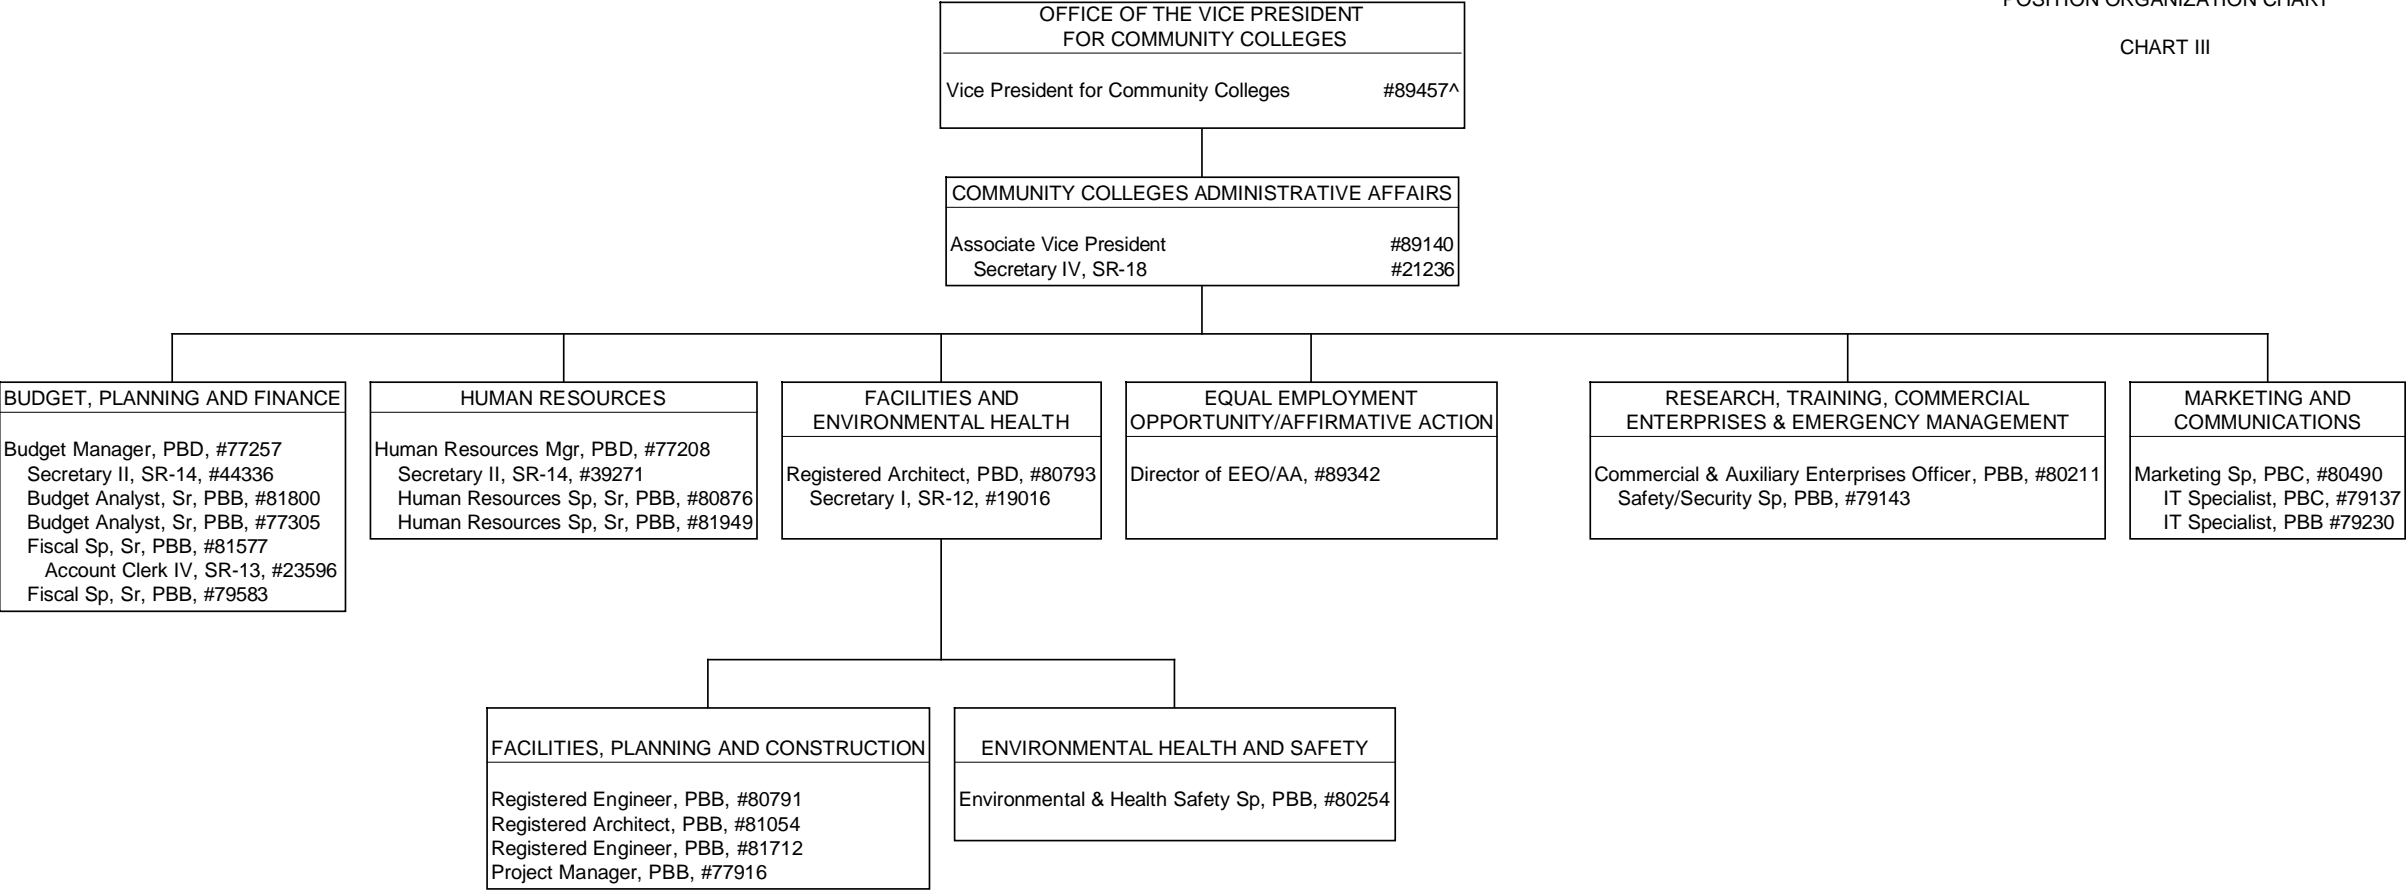 POSITION ORGANIZATION CHART
CHART III
OFFICE OF THE VICE PRESIDENT
FOR COMMUNITY COLLEGES
Vice President for Community Colleges #89457^
COMMUNITY COLLEGES ADMINISTRATIVE AFFAIRS
Associate Vice President #89140
Secretary IV, SR-18 #21236
BUDGET, PLANNING AND FINANCE
Budget Manager, PBD, #77257
Secretary II, SR-14, #44336
Budget Analyst, Sr, PBB, #81800
Budget Analyst, Sr, PBB, #77305
Fiscal Sp, Sr, PBB, #81577
Account Clerk IV, SR-13, #23596
Fiscal Sp, Sr, PBB, #79583
HUMAN RESOURCES
Human Resources Mgr, PBD, #77208
Secretary II, SR-14, #39271
Human Resources Sp, Sr, PBB, #80876
Human Resources Sp, Sr, PBB, #81949
FACILITIES AND
ENVIRONMENTAL HEALTH
Registered Architect, PBD, #80793
Secretary I, SR-12, #19016
EQUAL EMPLOYMENT
OPPORTUNITY/AFFIRMATIVE ACTION
Director of EEO/AA, #89342
RESEARCH, TRAINING, COMMERCIAL
ENTERPRISES & EMERGENCY MANAGEMENT
Commercial & Auxiliary Enterprises Officer, PBB, #80211
Safety/Security Sp, PBB, #79143
MARKETING AND
COMMUNICATIONS
Marketing Sp, PBC, #80490
IT Specialist, PBC, #79137
IT Specialist, PBB #79230
FACILITIES, PLANNING AND CONSTRUCTION
Registered Engineer, PBB, #80791
Registered Architect, PBB, #81054
Registered Engineer, PBB, #81712
Project Manager, PBB, #77916
ENVIRONMENTAL HEALTH AND SAFETY
Environmental & Health Safety Sp, PBB, #80254